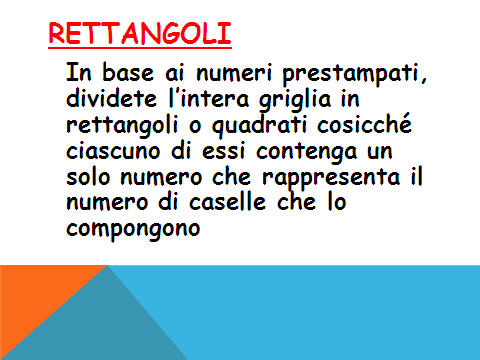 RETTANGOLI
In base ai numeri prestampati,
dividete l'intera griglia in
rettangoli o quadrati cosicché
ciascuno di essi contenga un
solo numero che rappresenta il
numero di caselle che lo
compongono